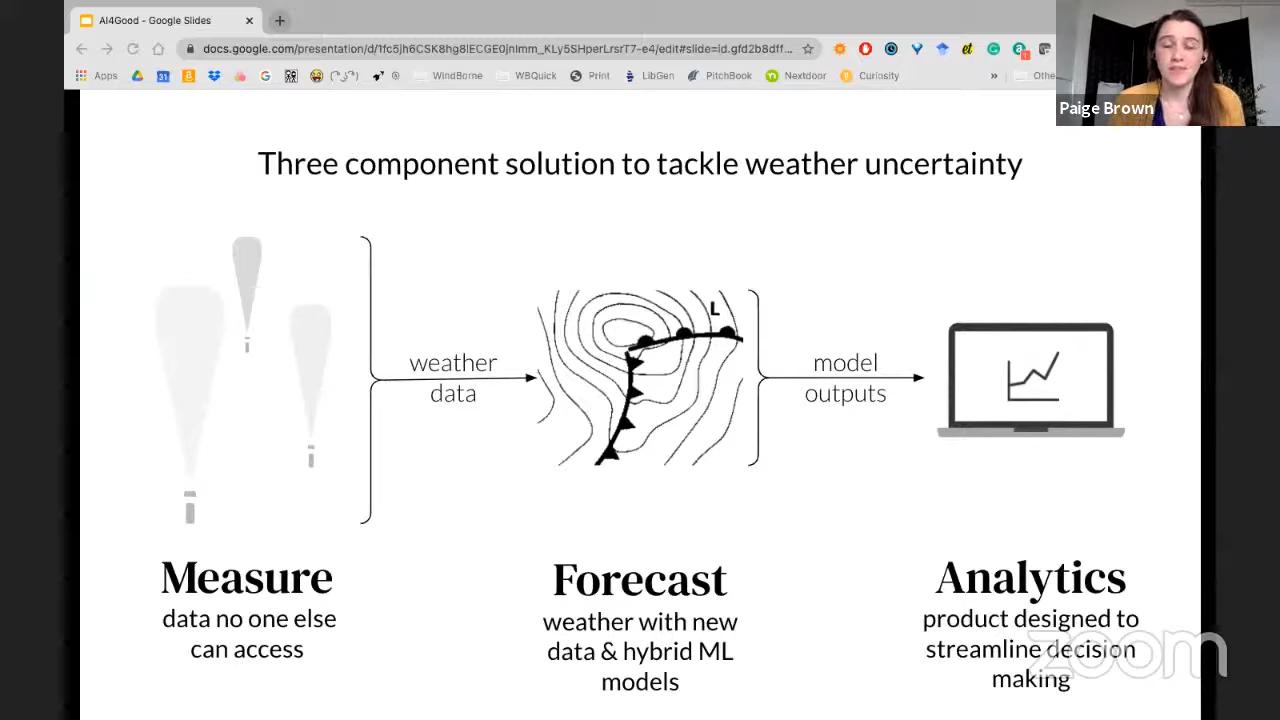 AI4Good - Google Slides
docs.google.com/presentation/d/1fc5jh6CSK8hg8lECGE0jnlmm_KLy5SHperLrsrT7-e4/edit#slide=id.gfd2b8dff...
Apps
WindBorne
WBQuick
Print
LibGen
PitchBook
Nextdoor
Curiosity
»
Othe
Paige Brown
Three component solution to tackle weather uncertainty
L
weather
data
model
outputs
Measure
data no one else
can access
Forecast
weather with new
data & hybrid ML
models
Analytics
product designed to
streamline decision
making
zoom